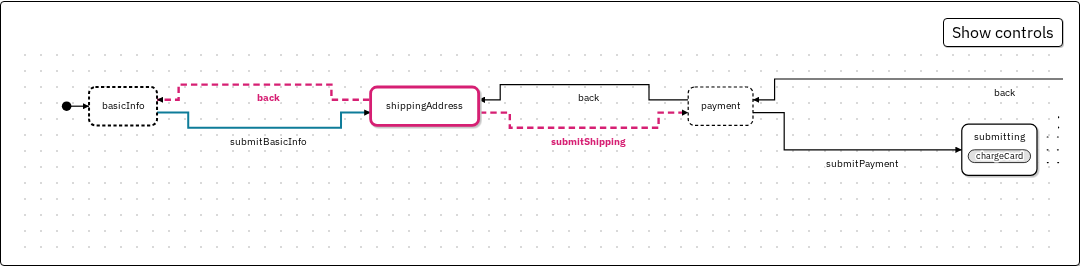 Show controls
back
back
back
basicInfo
shippingAddress
payment
submitBasicInfo
submitShipping
submitting
chargeCard
submitPayment